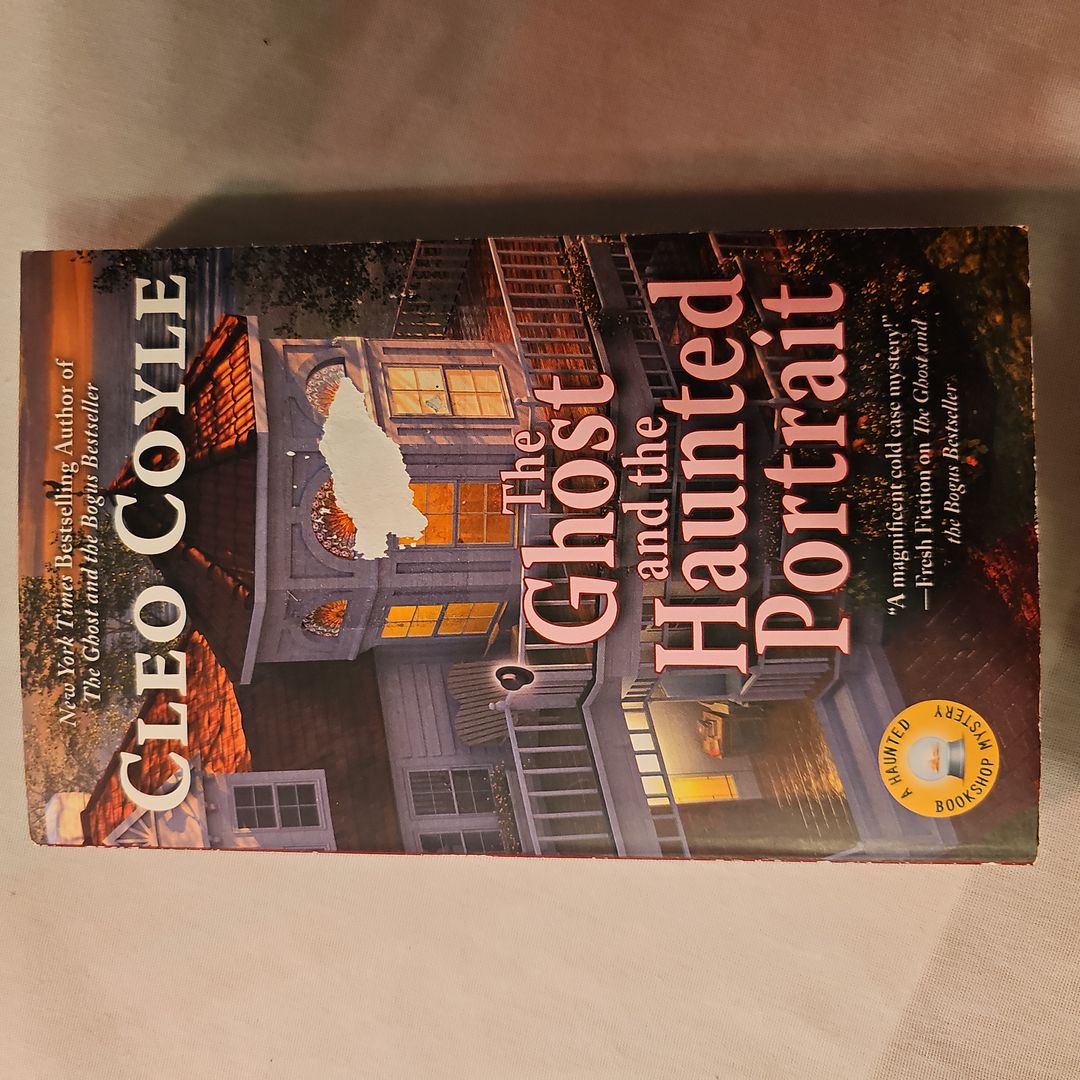 New York Times Bestselling Author of
The Ghost and the Bogus Bestseller
CLEO COYLE
The
Ghost
and the
Haunted
Portrait
"A magnificent cold case mystery!"
—Fresh Fiction on The Ghost and
the Bogus Bestseller
A HAUNTED
BOOKSHOP MYSTERY